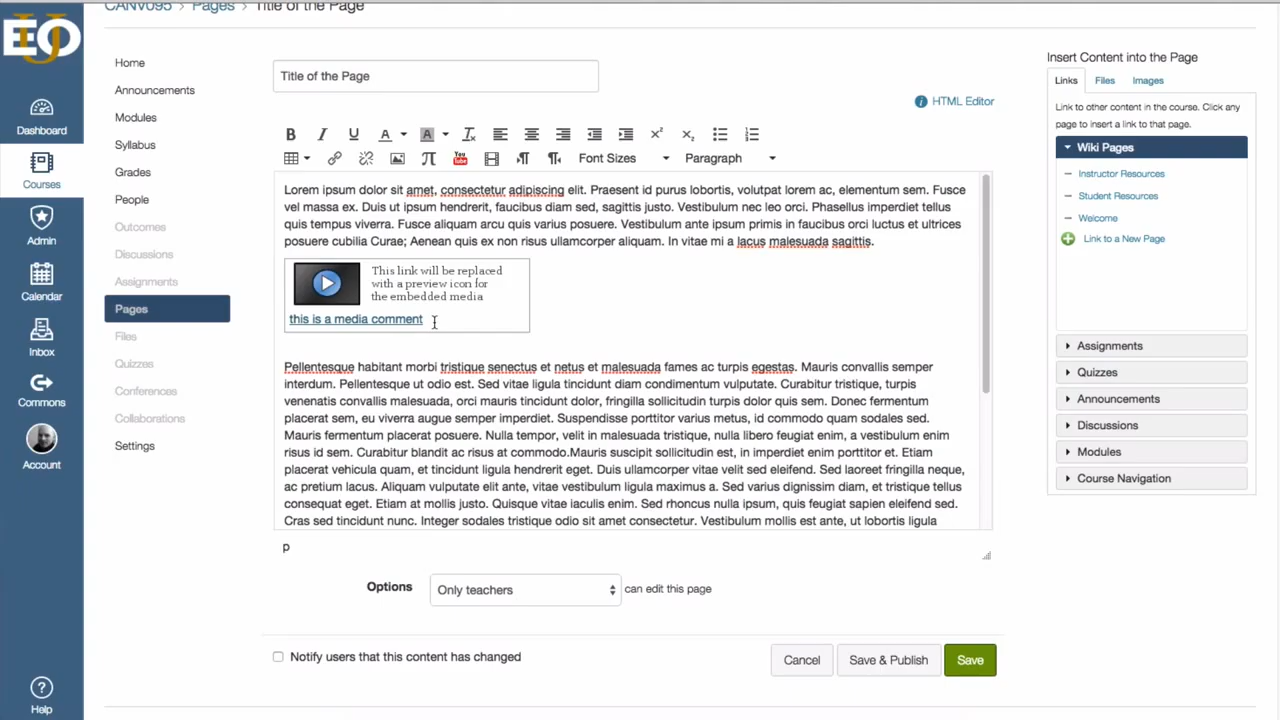 CANV095 > Pages > Title of the Page
EO
U
Dashboard
Courses
Admin
Calendar
Inbox
Commons
Account
Help
Home
Announcements
Modules
Syllabus
Grades
People
Outcomes
Discussions
Assignments
Pages
Files
Quizzes
Conferences
Collaborations
Settings
Title of the Page
HTML Editor
B I U A A Tx x² x₂
π You Tube Font Sizes Paragraph
Lorem ipsum dolor sit amet, consectetur adipiscing elit. Praesent id purus lobortis, volutpat lorem ac, elementum sem. Fusce
vel massa ex. Duis ut ipsum hendrerit, faucibus diam sed, sagittis justo. Vestibulum nec leo orci. Phasellus imperdiet tellus
quis tempus viverra. Fusce aliquam arcu quis varius posuere. Vestibulum ante ipsum primis in faucibus orci luctus et ultrices
posuere cubilia Curae; Aenean quis ex non risus ullamcorper aliquam. In vitae mi a lacus malesuada sagittis.
This link will be replaced
with a preview icon for
the embedded media
this is a media comment
Pellentesque habitant morbi tristique senectus et netus et malesuada fames ac turpis egestas. Mauris convallis semper
interdum. Pellentesque ut odio est. Sed vitae ligula tincidunt diam condimentum vulputate. Curabitur tristique, turpis
venenatis convallis malesuada, orci mauris tincidunt dolor, fringilla sollicitudin turpis dolor quis sem. Donec fermentum
placerat sem, eu viverra augue semper imperdiet. Suspendisse porttitor varius metus, id commodo quam sodales sed.
Mauris fermentum placerat posuere. Nulla tempor, velit in malesuada tristique, nulla libero feugiat enim, a vestibulum enim
risus id sem. Curabitur blandit ac risus at commodo.Mauris suscipit sollicitudin est, in imperdiet enim porttitor et. Etiam
placerat vehicula quam, et tincidunt ligula hendrerit eget. Duis ullamcorper vitae velit sed eleifend. Sed laoreet fringilla neque,
ac pretium lacus. Aliquam vulputate elit ante, vitae vestibulum ligula maximus a. Sed varius dignissim diam, et tristique tellus
consequat eget. Etiam at mollis justo. Quisque vitae iaculis enim. Sed rhoncus nulla ipsum, quis feugiat sapien eleifend sed.
Cras sed tincidunt nunc. Integer sodales tristique odio sit amet consectetur. Vestibulum mollis est ante, ut lobortis ligula
p
Options Only teachers can edit this page
Notify users that this content has changed
Cancel Save & Publish Save
Insert Content into the Page
Links Files Images
Link to other content in the course. Click any
page to insert a link to that page.
Wiki Pages
Instructor Resources
Student Resources
Welcome
Link to a New Page
Assignments
Quizzes
Announcements
Discussions
Modules
Course Navigation